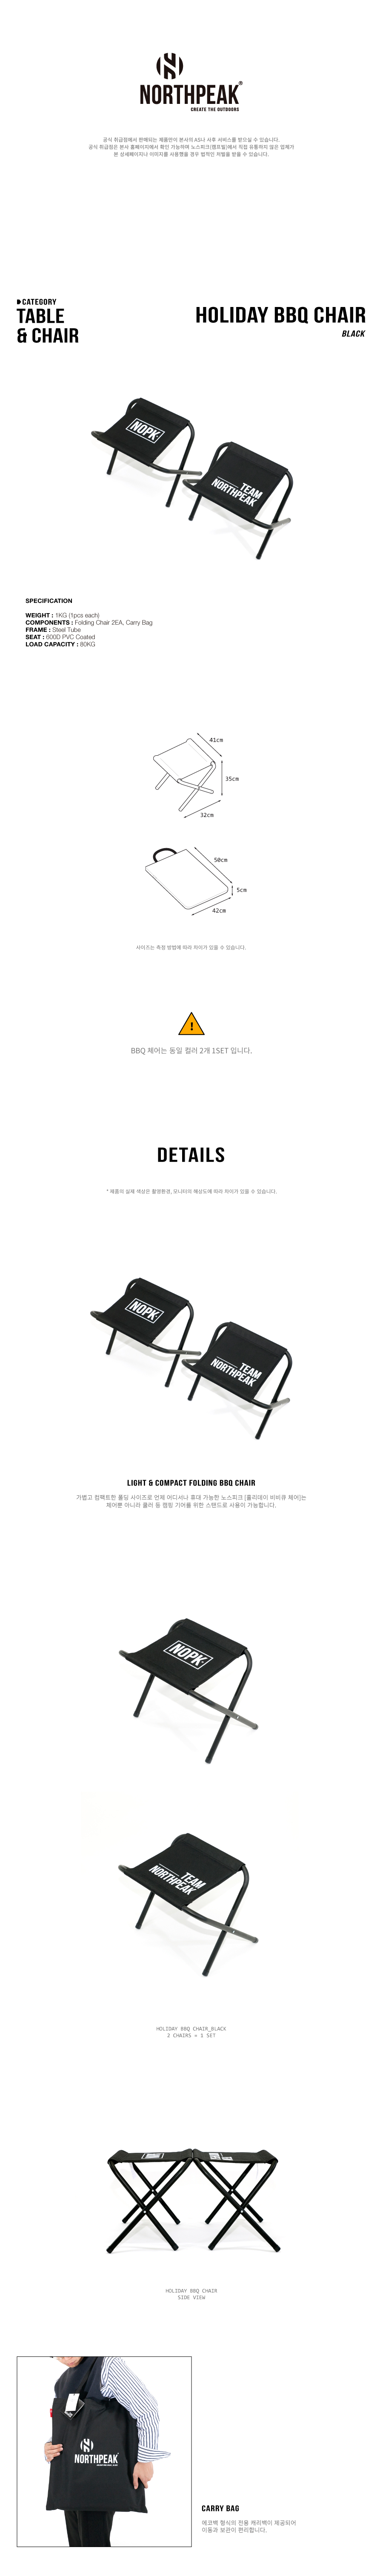 NORTHPEAK®
CREATE THE OUTDOORS
공식 취급점에서 판매되는 제품만이 본사의 AS나 사후 서비스를 받으실 수 있습니다.
공식 취급점은 본사 홈페이지에서 확인 가능하며 노스피크(캠프빌)에서 직접 유통하지 않은 업체가
본 상세페이지나 이미지를 사용했을 경우 법적인 처벌을 받을 수 있습니다.
CATEGORY
TABLE
& CHAIR
HOLIDAY BBQ CHAIR
BLACK
NOPK
TEAM
NORTHPEAK
SPECIFICATION
WEIGHT : 1KG (1pcs each)
COMPONENTS : Folding Chair 2EA, Carry Bag
FRAME : Steel Tube
SEAT : 600D PVC Coated
LOAD CAPACITY : 80KG
41cm
35cm
32cm
50cm
5cm
42cm
사이즈는 측정 방법에 따라 차이가 있을 수 있습니다.
!
BBQ 체어는 동일 컬러 2개 1SET 입니다.
DETAILS
* 제품의 실제 색상은 촬영환경, 모니터의 해상도에 따라 차이가 있을 수 있습니다.
NOPK
TEAM
NORTHPEAK
LIGHT & COMPACT FOLDING BBQ CHAIR
가볍고 컴팩트한 폴딩 사이즈로 언제 어디서나 휴대 가능한 노스피크 [홀리데이 비비큐 체어]는
체어뿐 아니라 쿨러 등 캠핑 기어를 위한 스탠드로 사용이 가능합니다.
NOPK
TEAM
NORTHPEAK
HOLIDAY BBQ CHAIR_BLACK
2 CHAIRS = 1 SET
HOLIDAY BBQ CHAIR
SIDE VIEW
NORTHPEAK
CARRY BAG
에코백 형식의 전용 캐리백이 제공되어
이동과 보관이 편리합니다.